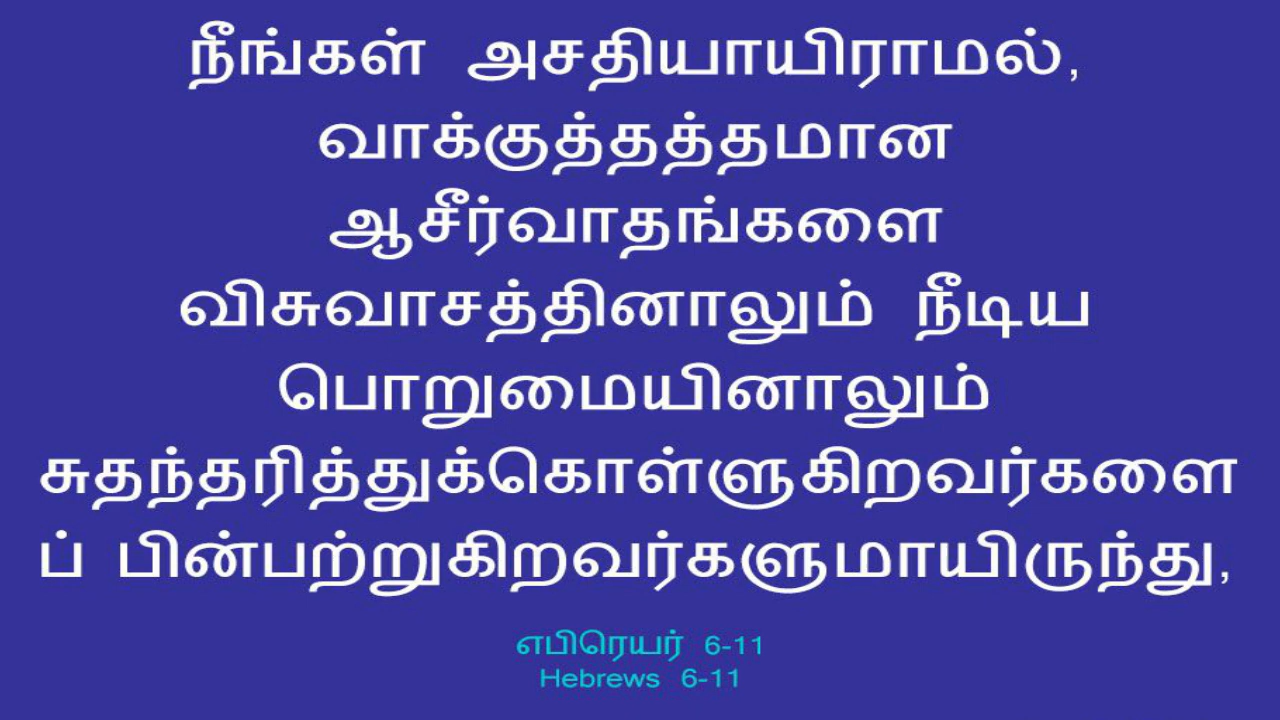 நீங்கள் அசதியாயிராமல்,
வாக்குத்தத்தமான
ஆசீர்வாதங்களை
விசுவாசத்தினாலும் நீடிய
பொறுமையினாலும்
சுதந்தரித்துக்கொள்ளுகிறவர்களை
ப் பின்பற்றுகிறவர்களுமாயிருந்து,
எபிரெயர் 6-11
Hebrews 6-11